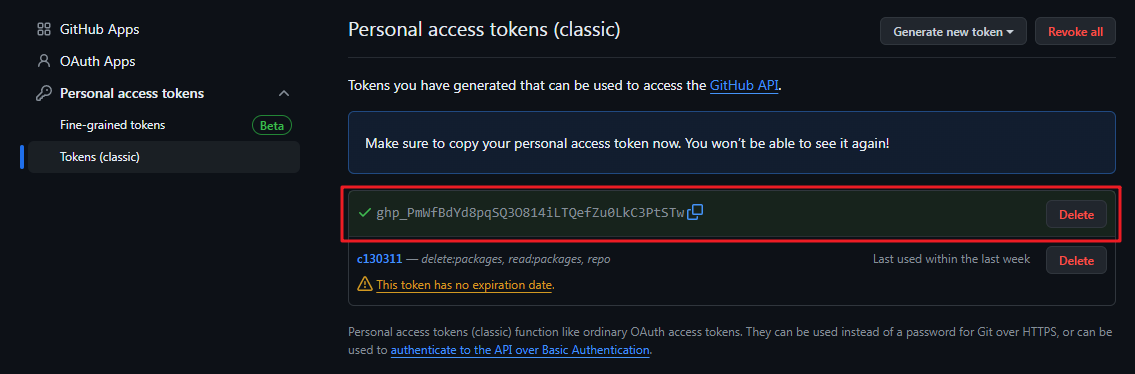 GitHub Apps
OAuth Apps
Personal access tokens
Fine-grained tokens
Beta
Tokens (classic)
Personal access tokens (classic)
Generate new token
Revoke all
Tokens you have generated that can be used to access the GitHub API.
Make sure to copy your personal access token now. You won't be able to see it again!
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
Delete
c130311 — delete:packages, read:packages, repo
Last used within the last week
Delete
This token has no expiration date.
Personal access tokens (classic) function like ordinary OAuth access tokens. They can be used instead of a password for Git over HTTPS, or can be
used to authenticate to the API over Basic Authentication.